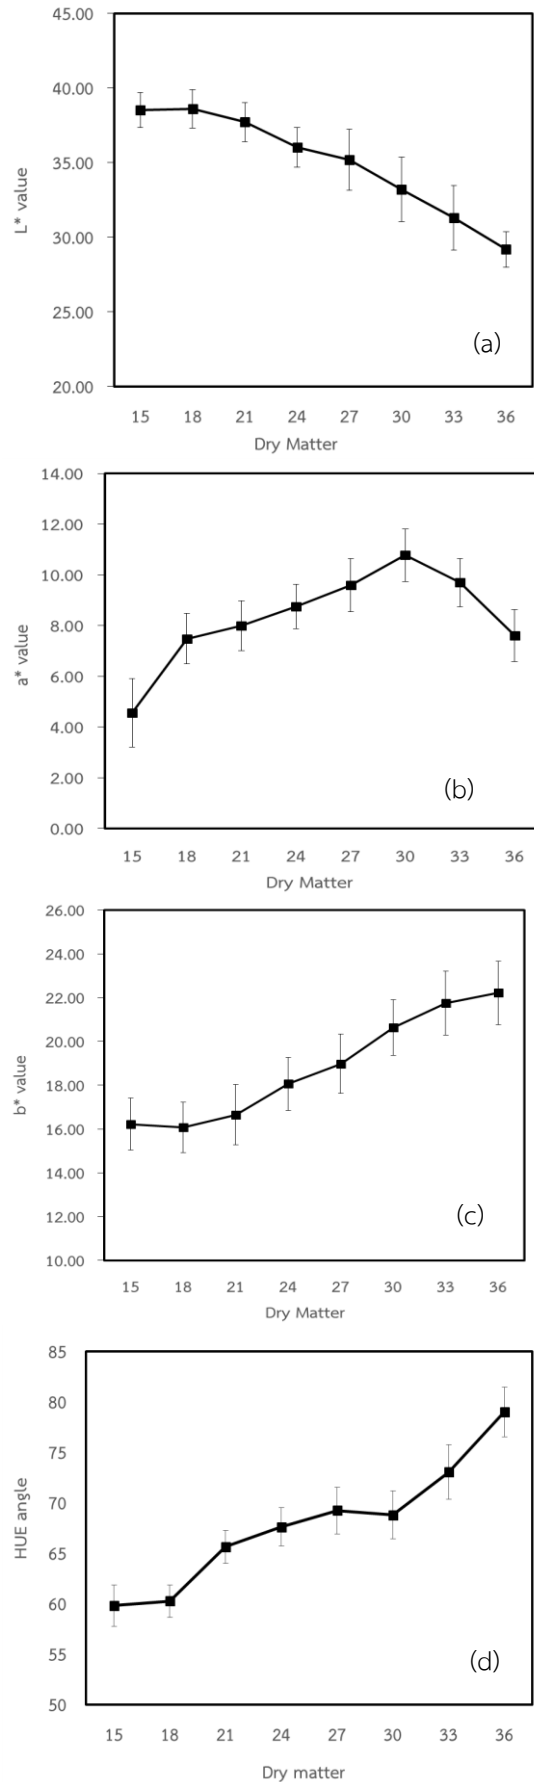 45.00
40.00
35.00
30.00
25.00
20.00
L* value
(a)
15 18 21 24 27 30 33 36
Dry Matter
14.00
12.00
10.00
8.00
6.00
4.00
2.00
0.00
a* value
(b)
15 18 21 24 27 30 33 36
Dry Matter
26.00
24.00
22.00
20.00
18.00
16.00
14.00
12.00
10.00
b* value
(c)
15 18 21 24 27 30 33 36
Dry Matter
85
80
75
70
65
60
55
50
HUE angle
(d)
15 18 21 24 27 30 33 36
Dry matter